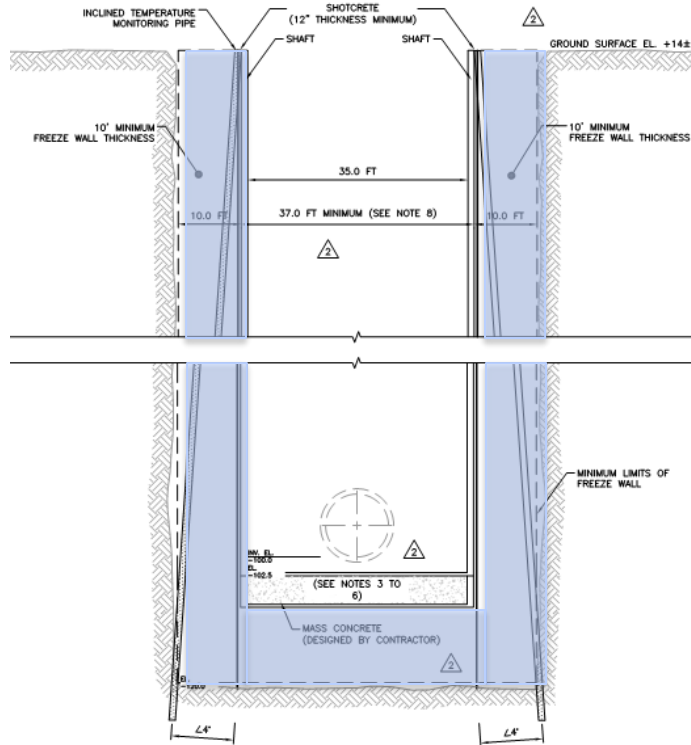 INCLINED TEMPERATURE
MONITORING PIPE
SHOTCRETE
(12" THICKNESS MINIMUM)
2
SHAFT
SHAFT
GROUND SURFACE EL. +14±
10' MINIMUM
FREEZE WALL THICKNESS
10' MINIMUM
FREEZE WALL THICKNESS
35.0 FT
10.0 FT
37.0 FT MINIMUM (SEE NOTE 8)
10.0 FT
2
MINIMUM LIMITS OF
FREEZE WALL
2
INV. EL.
-100.0
EL.
-102.5
(SEE NOTES 3 TO
6)
MASS CONCRETE
(DESIGNED BY CONTRACTOR)
2